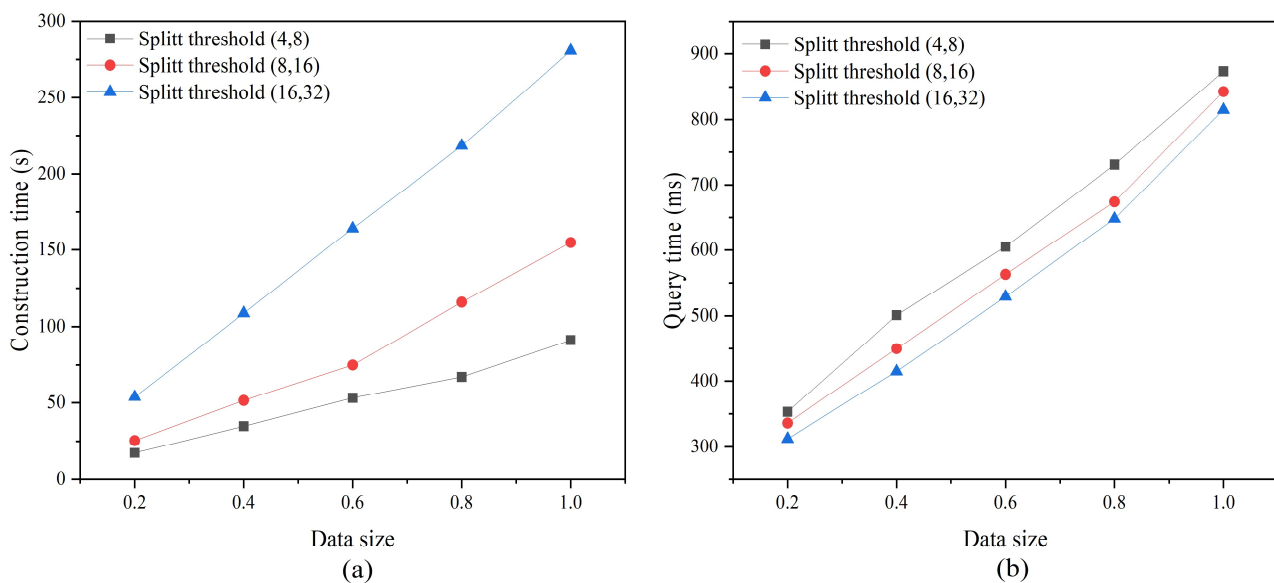 300
250
200
150
100
50
0
Construction time (s)
Splitt threshold (4,8)
Splitt threshold (8,16)
Splitt threshold (16,32)
0.2 0.4 0.6 0.8 1.0
Data size
(a)
900
800
700
600
500
400
300
Query time (ms)
Splitt threshold (4,8)
Splitt threshold (8,16)
Splitt threshold (16,32)
0.2 0.4 0.6 0.8 1.0
Data size
(b)